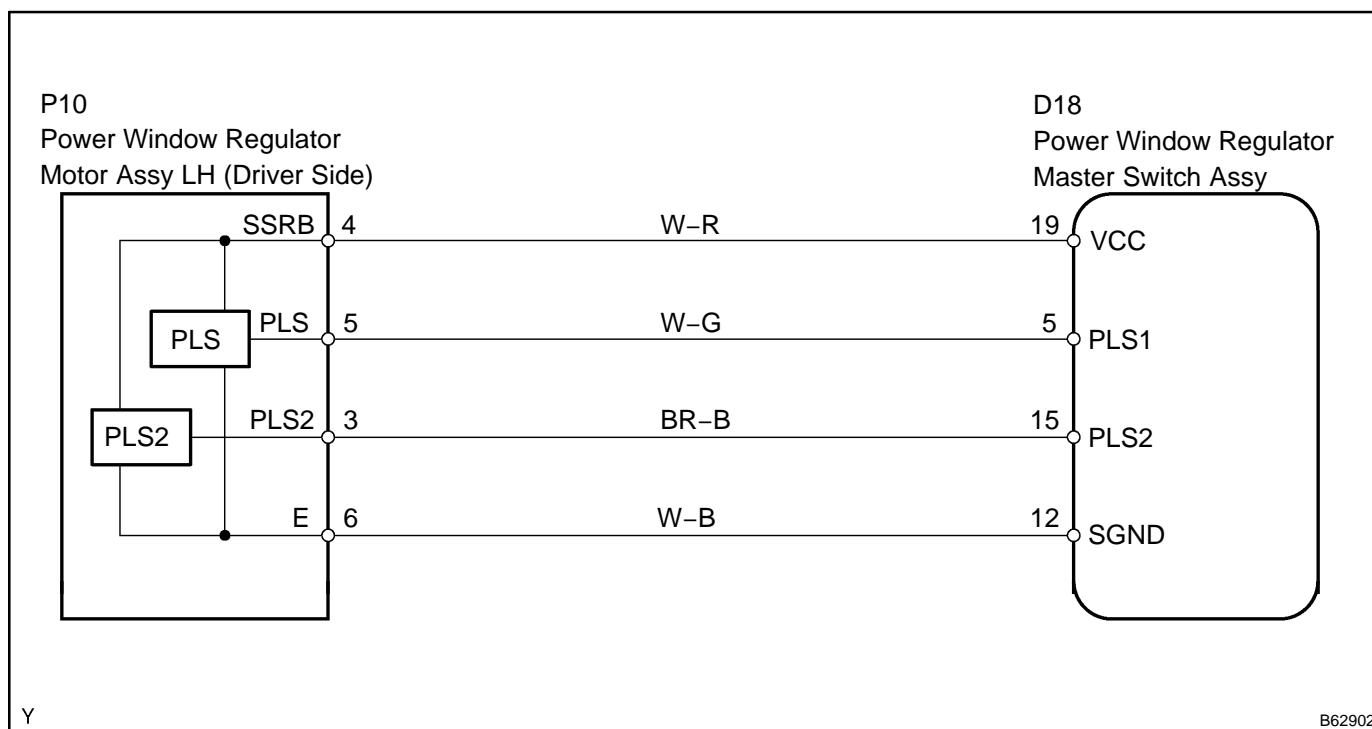 P10
Power Window Regulator
Motor Assy LH (Driver Side)
D18
Power Window Regulator
Master Switch Assy
SSRB 4 W−R 19 VCC
PLS PLS 5 W−G 5 PLS1
PLS2 PLS2 3 BR−B 15 PLS2
E 6 W−B 12 SGND
Y
B62902